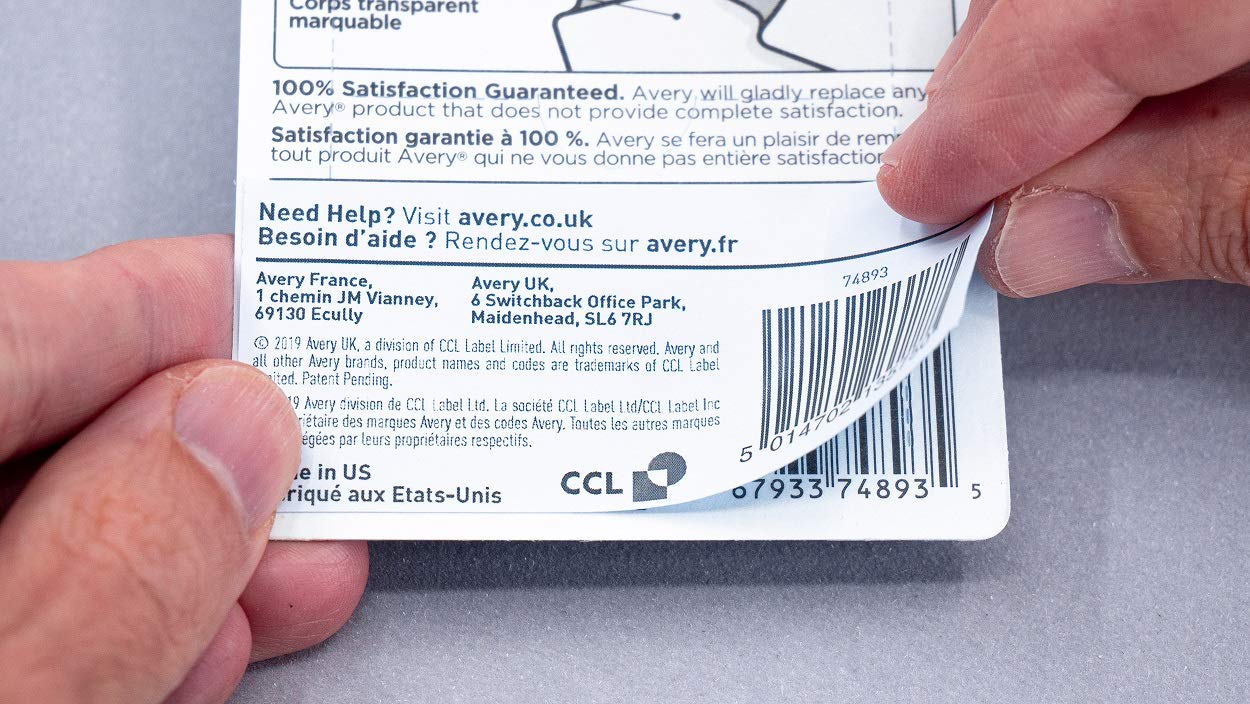 Corps transparent
marquable
100% Satisfaction Guaranteed. Avery will gladly replace any
Avery® product that does not provide complete satisfaction.
Satisfaction garantie à 100 %. Avery se fera un plaisir de rem
tout produit Avery® qui ne vous donne pas entière satisfaction
Need Help? Visit avery.co.uk
Besoin d'aide ? Rendez-vous sur avery.fr
Avery France,
1 chemin JM Vianney,
69130 Ecully
Avery UK,
6 Switchback Office Park,
Maidenhead, SL6 7RJ
© 2019 Avery UK, a division of CCL Label Limited. All rights reserved. Avery and
all other Avery brands, product names and codes are trademarks of CCL Label
ited. Patent Pending.
19 Avery division de CCL Label Ltd. La société CCL Label Ltd/CCL Label Inc
riétaire des marques Avery et des codes Avery. Toutes les autres marques
égées par leurs propriétaires respectifs.
e in US
riqué aux Etats-Unis
CCL
74893
5 014702
67933 74893 5